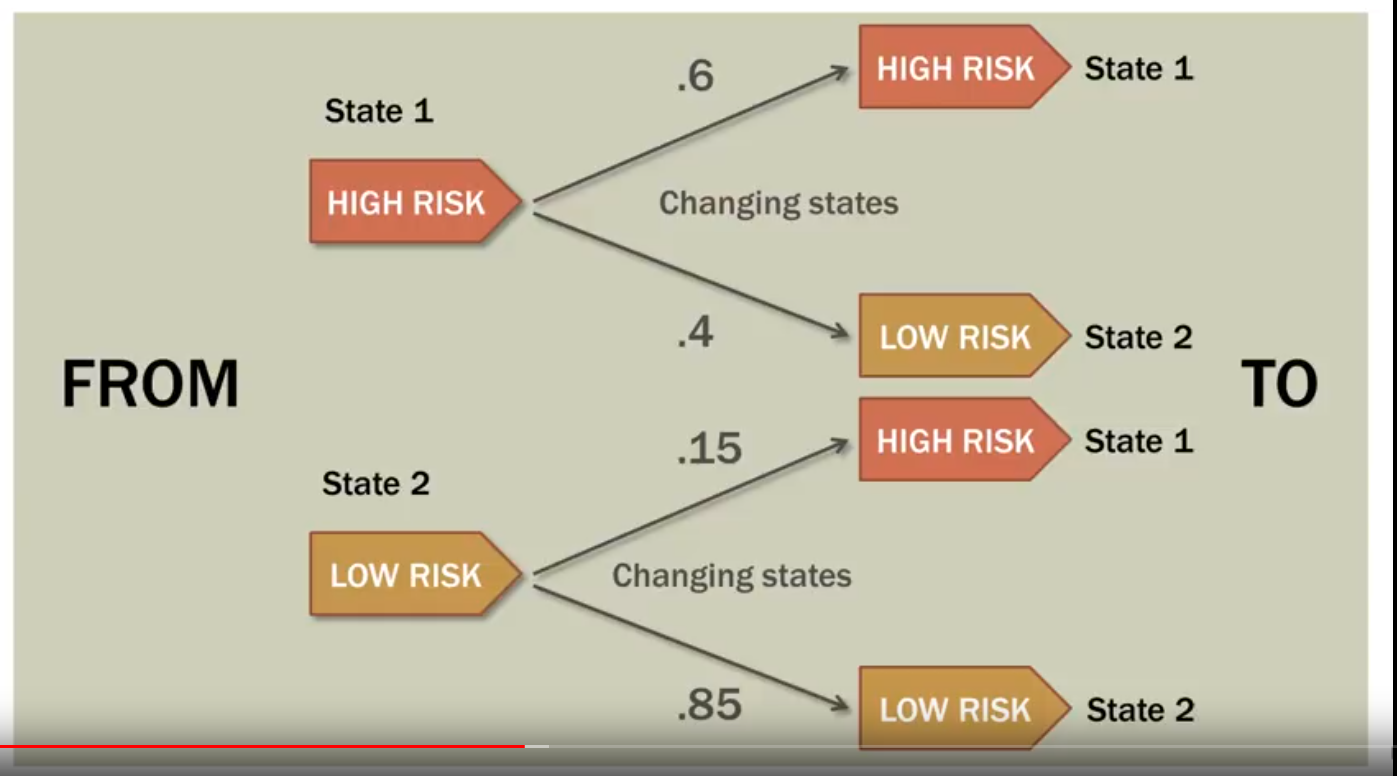 State 1
HIGH RISK
.6
HIGH RISK
State 1
Changing states
.4
LOW RISK
State 2
FROM
TO
State 2
LOW RISK
.15
HIGH RISK
State 1
Changing states
.85
LOW RISK
State 2